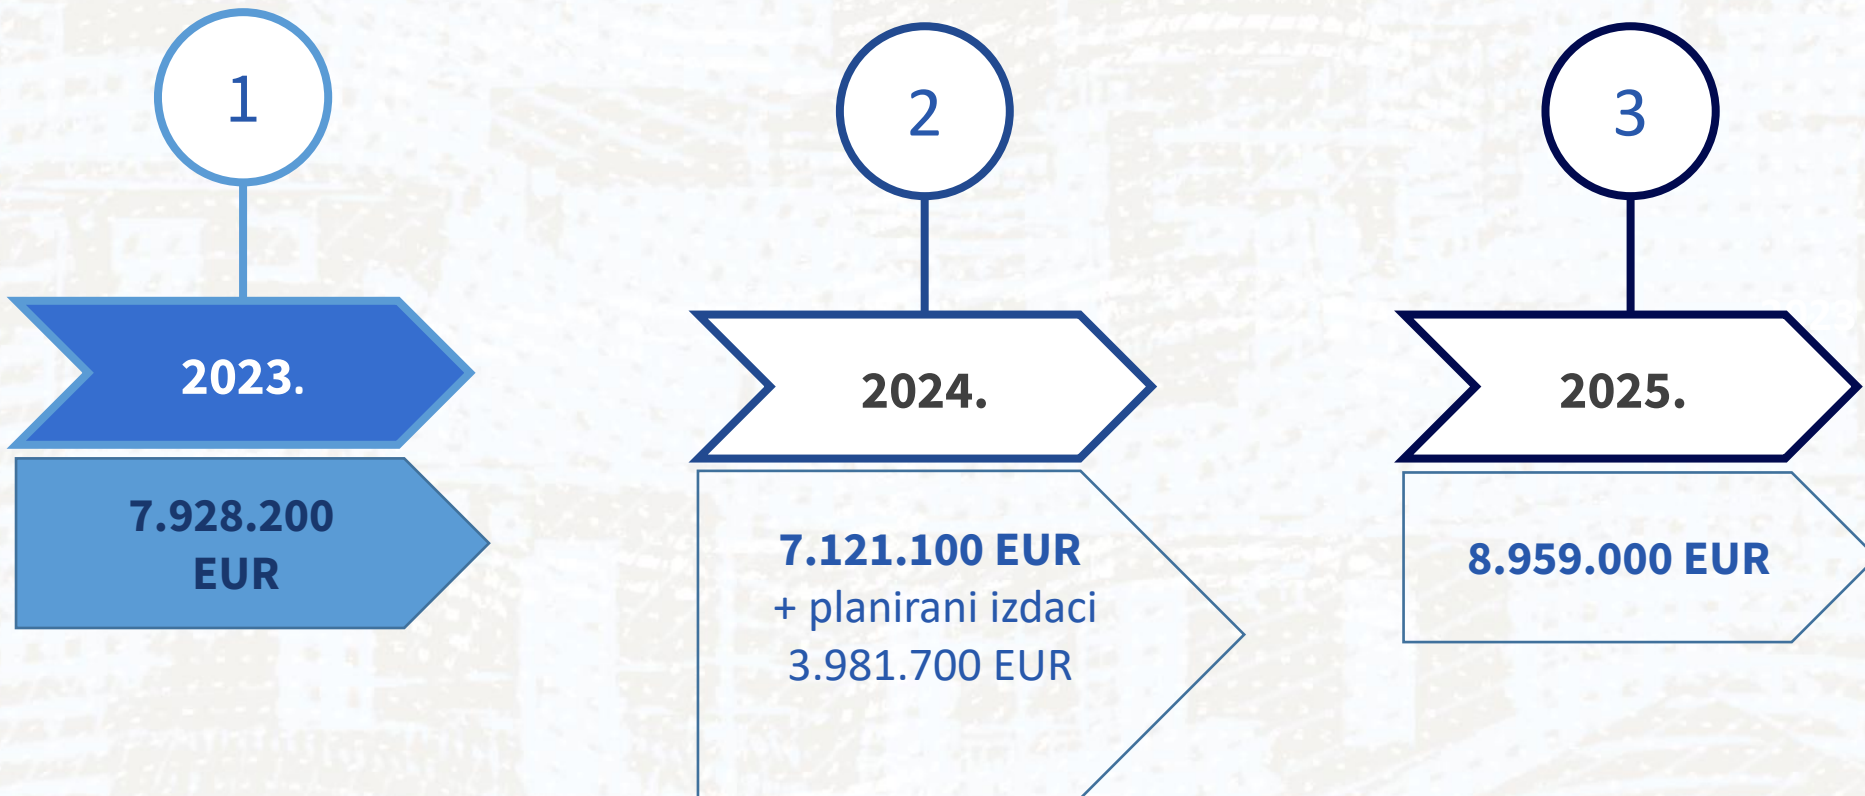 1
2023.
7.928.200
EUR
2
2024.
7.121.100 EUR
+ planirani izdaci
3.981.700 EUR
3
2025.
8.959.000 EUR